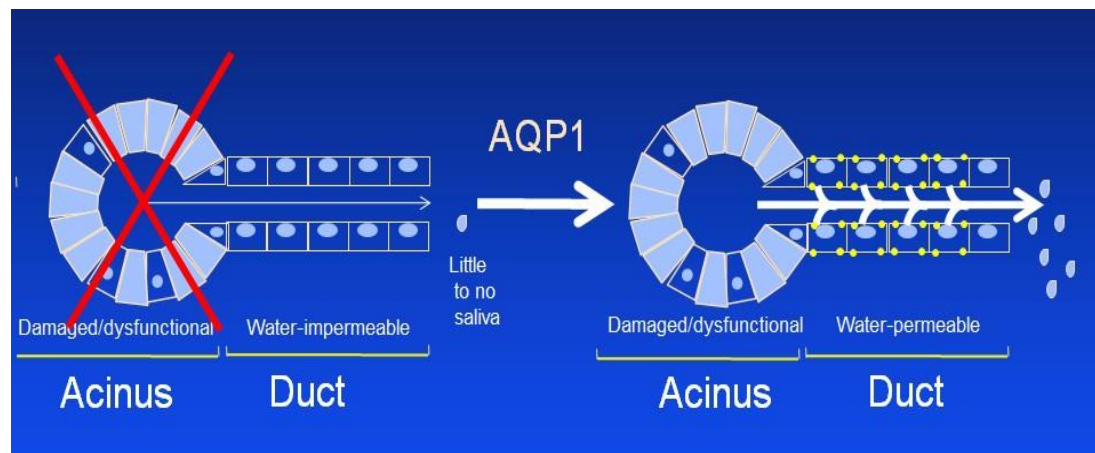 AQP1
Little
to no
saliva
Damaged/dysfunctional
Water-impermeable
Damaged/dysfunctional
Water-permeable
Acinus
Duct
Acinus
Duct